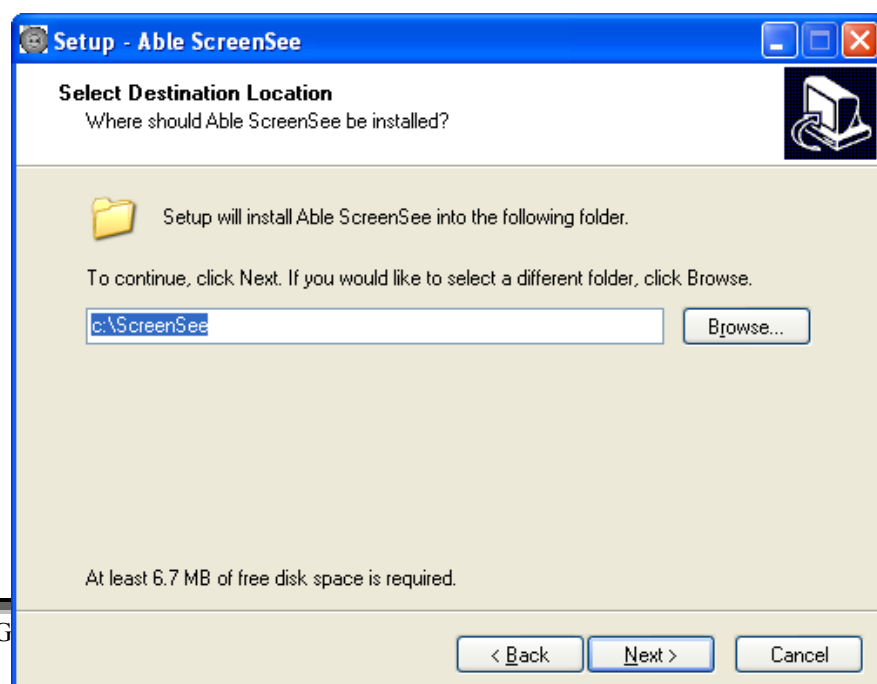 Setup - Able ScreenSee
Select Destination Location
Where should Able ScreenSee be installed?
Setup will install Able ScreenSee into the following folder.
To continue, click Next. If you would like to select a different folder, click Browse.
c:\ScreenSee
Browse...
At least 6.7 MB of free disk space is required.
G
< Back Next > Cancel